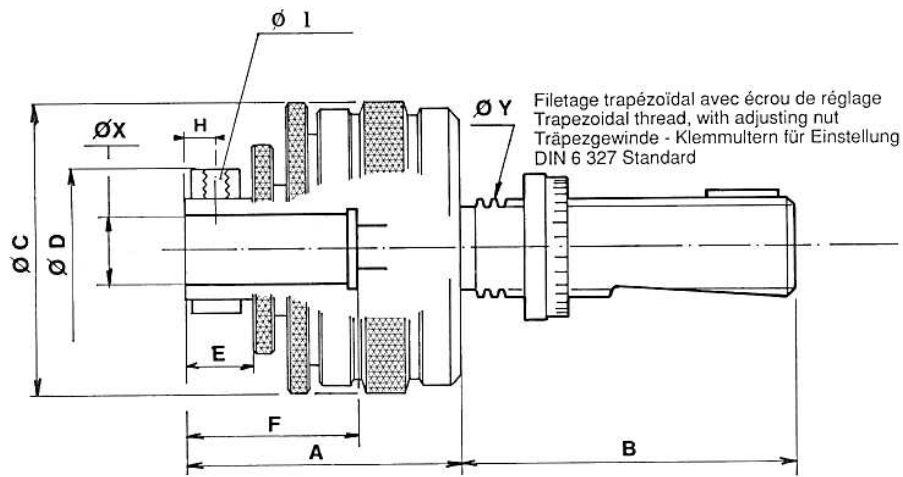 Ø 1
ØX
H
Ø Y
Filetage trapézoïdal avec écrou de réglage
Trapezoidal thread, with adjusting nut
Träpezgewinde - Klemmultern für Einstellung
DIN 6 327 Standard
Ø C
Ø D
E
F
A
B